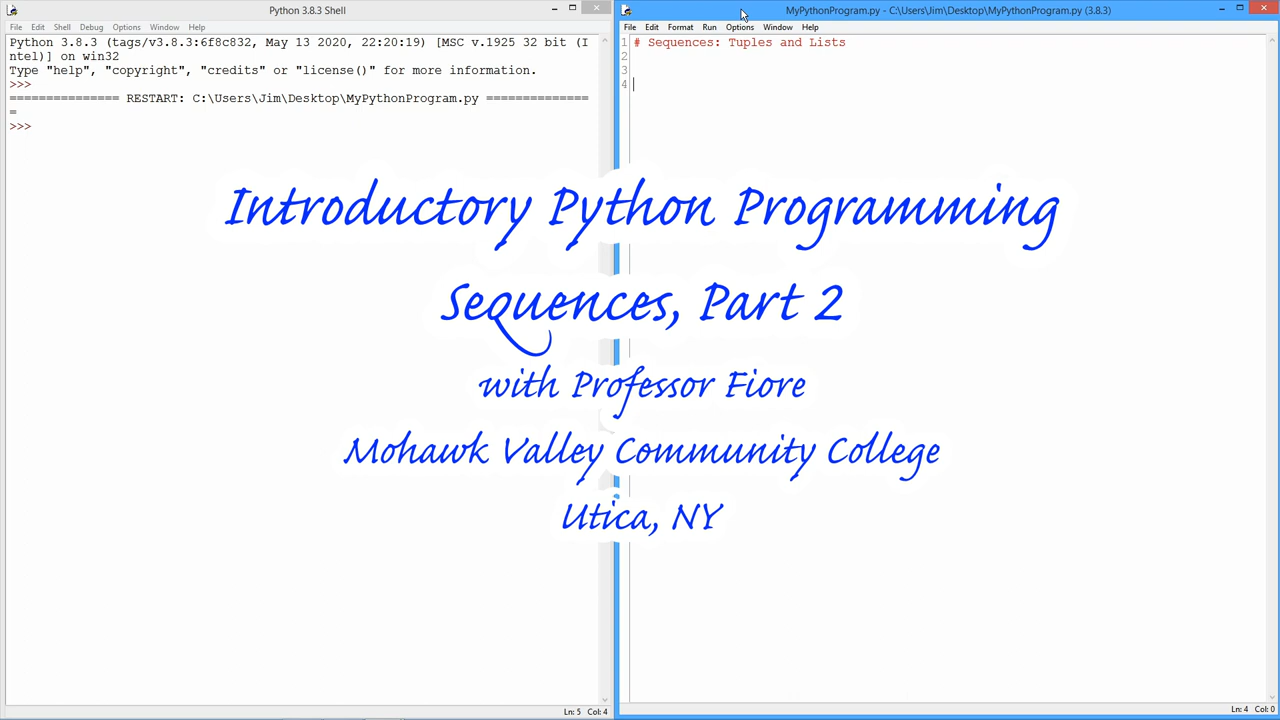 Python 3.8.3 Shell
File Edit Shell Debug Options Window Help
Python 3.8.3 (tags/v3.8.3:6f8c832, May 13 2020, 22:20:19) [MSC v.1925 32 bit (I
ntel)] on win32
Type "help", "copyright", "credits" or "license()" for more information.
>>>
=============== RESTART: C:\Users\Jim\Desktop\MyPythonProgram.py ==============
=
>>>
Ln: 5 Col: 4
MyPythonProgram.py - C:\Users\Jim\Desktop\MyPythonProgram.py (3.8.3)
File Edit Format Run Options Window Help
1 # Sequences: Tuples and Lists
2
3
4
Ln: 4 Col: 0
Introductory Python Programming
Sequences, Part 2
with Professor Fiore
Mohawk Valley Community College
Utica, NY